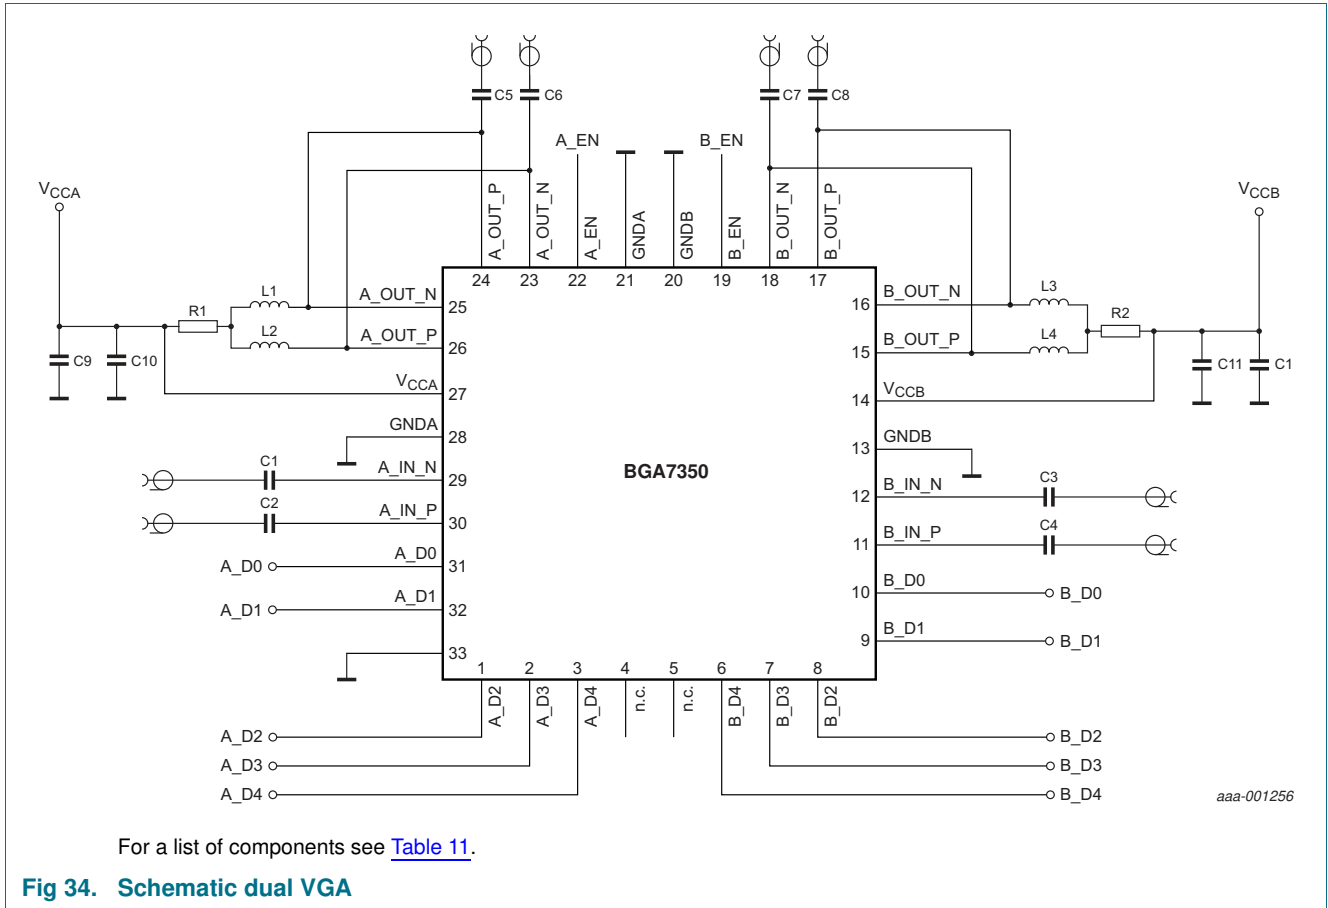 C5
C6
C7
C8
A_EN
B_EN
VCCA
VCCB
A_OUT_P
A_OUT_N
A_EN
GNDA
GNDB
B_EN
B_OUT_N
B_OUT_P
24
23
22
21
20
19
18
17
L1
A_OUT_N
25
16
B_OUT_N
L3
R1
R2
L2
A_OUT_P
26
15
B_OUT_P
L4
C9
C10
C11
C1
VCCA
27
14
VCCB
GNDA
28
13
GNDB
BGA7350
C1
A_IN_N
29
12
B_IN_N
C3
C2
A_IN_P
30
11
B_IN_P
C4
A_D0
A_D0
31
10
B_D0
B_D0
A_D1
A_D1
32
9
B_D1
B_D1
33
1
2
3
4
5
6
7
8
A_D2
A_D3
A_D4
n.c.
n.c.
B_D4
B_D3
B_D2
A_D2
B_D2
A_D3
B_D3
A_D4
B_D4
aaa-001256
For a list of components see Table 11.
Fig 34. Schematic dual VGA